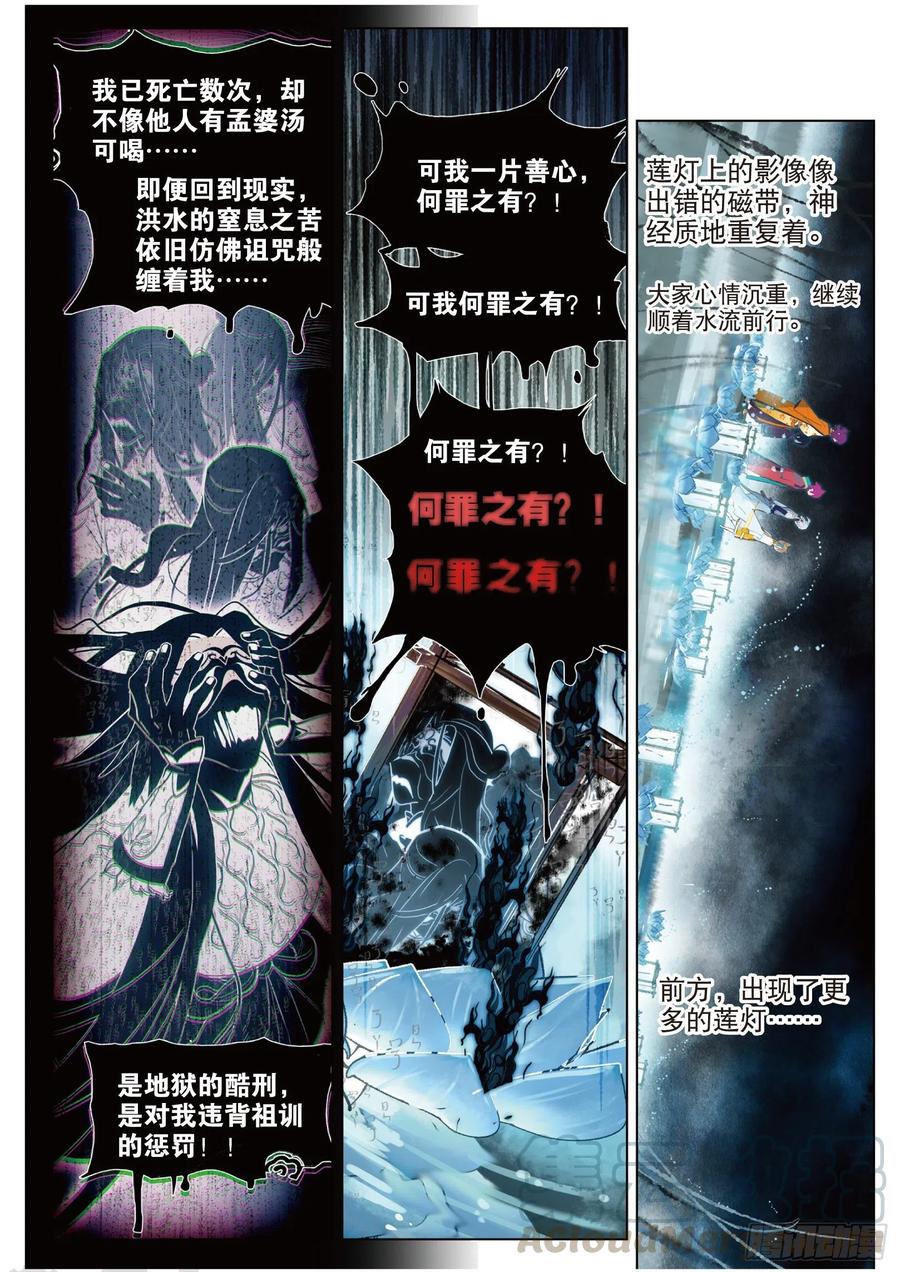 我已死亡数次，却
不像他人有孟婆汤
可喝……
即便回到现实，
洪水的窒息之苦
依旧仿佛诅咒般
缠着我……
是地狱的酷刑，
是对我违背祖训
的惩罚！！
可我一片善心，
何罪之有？！
可我何罪之有？！
何罪之有？！
何罪之有？！
何罪之有？！
莲灯上的影像像
出错的磁带，神
经质地重复着。
大家心情沉重，继续
顺着水流前行。
前方，出现了更
多的莲灯……